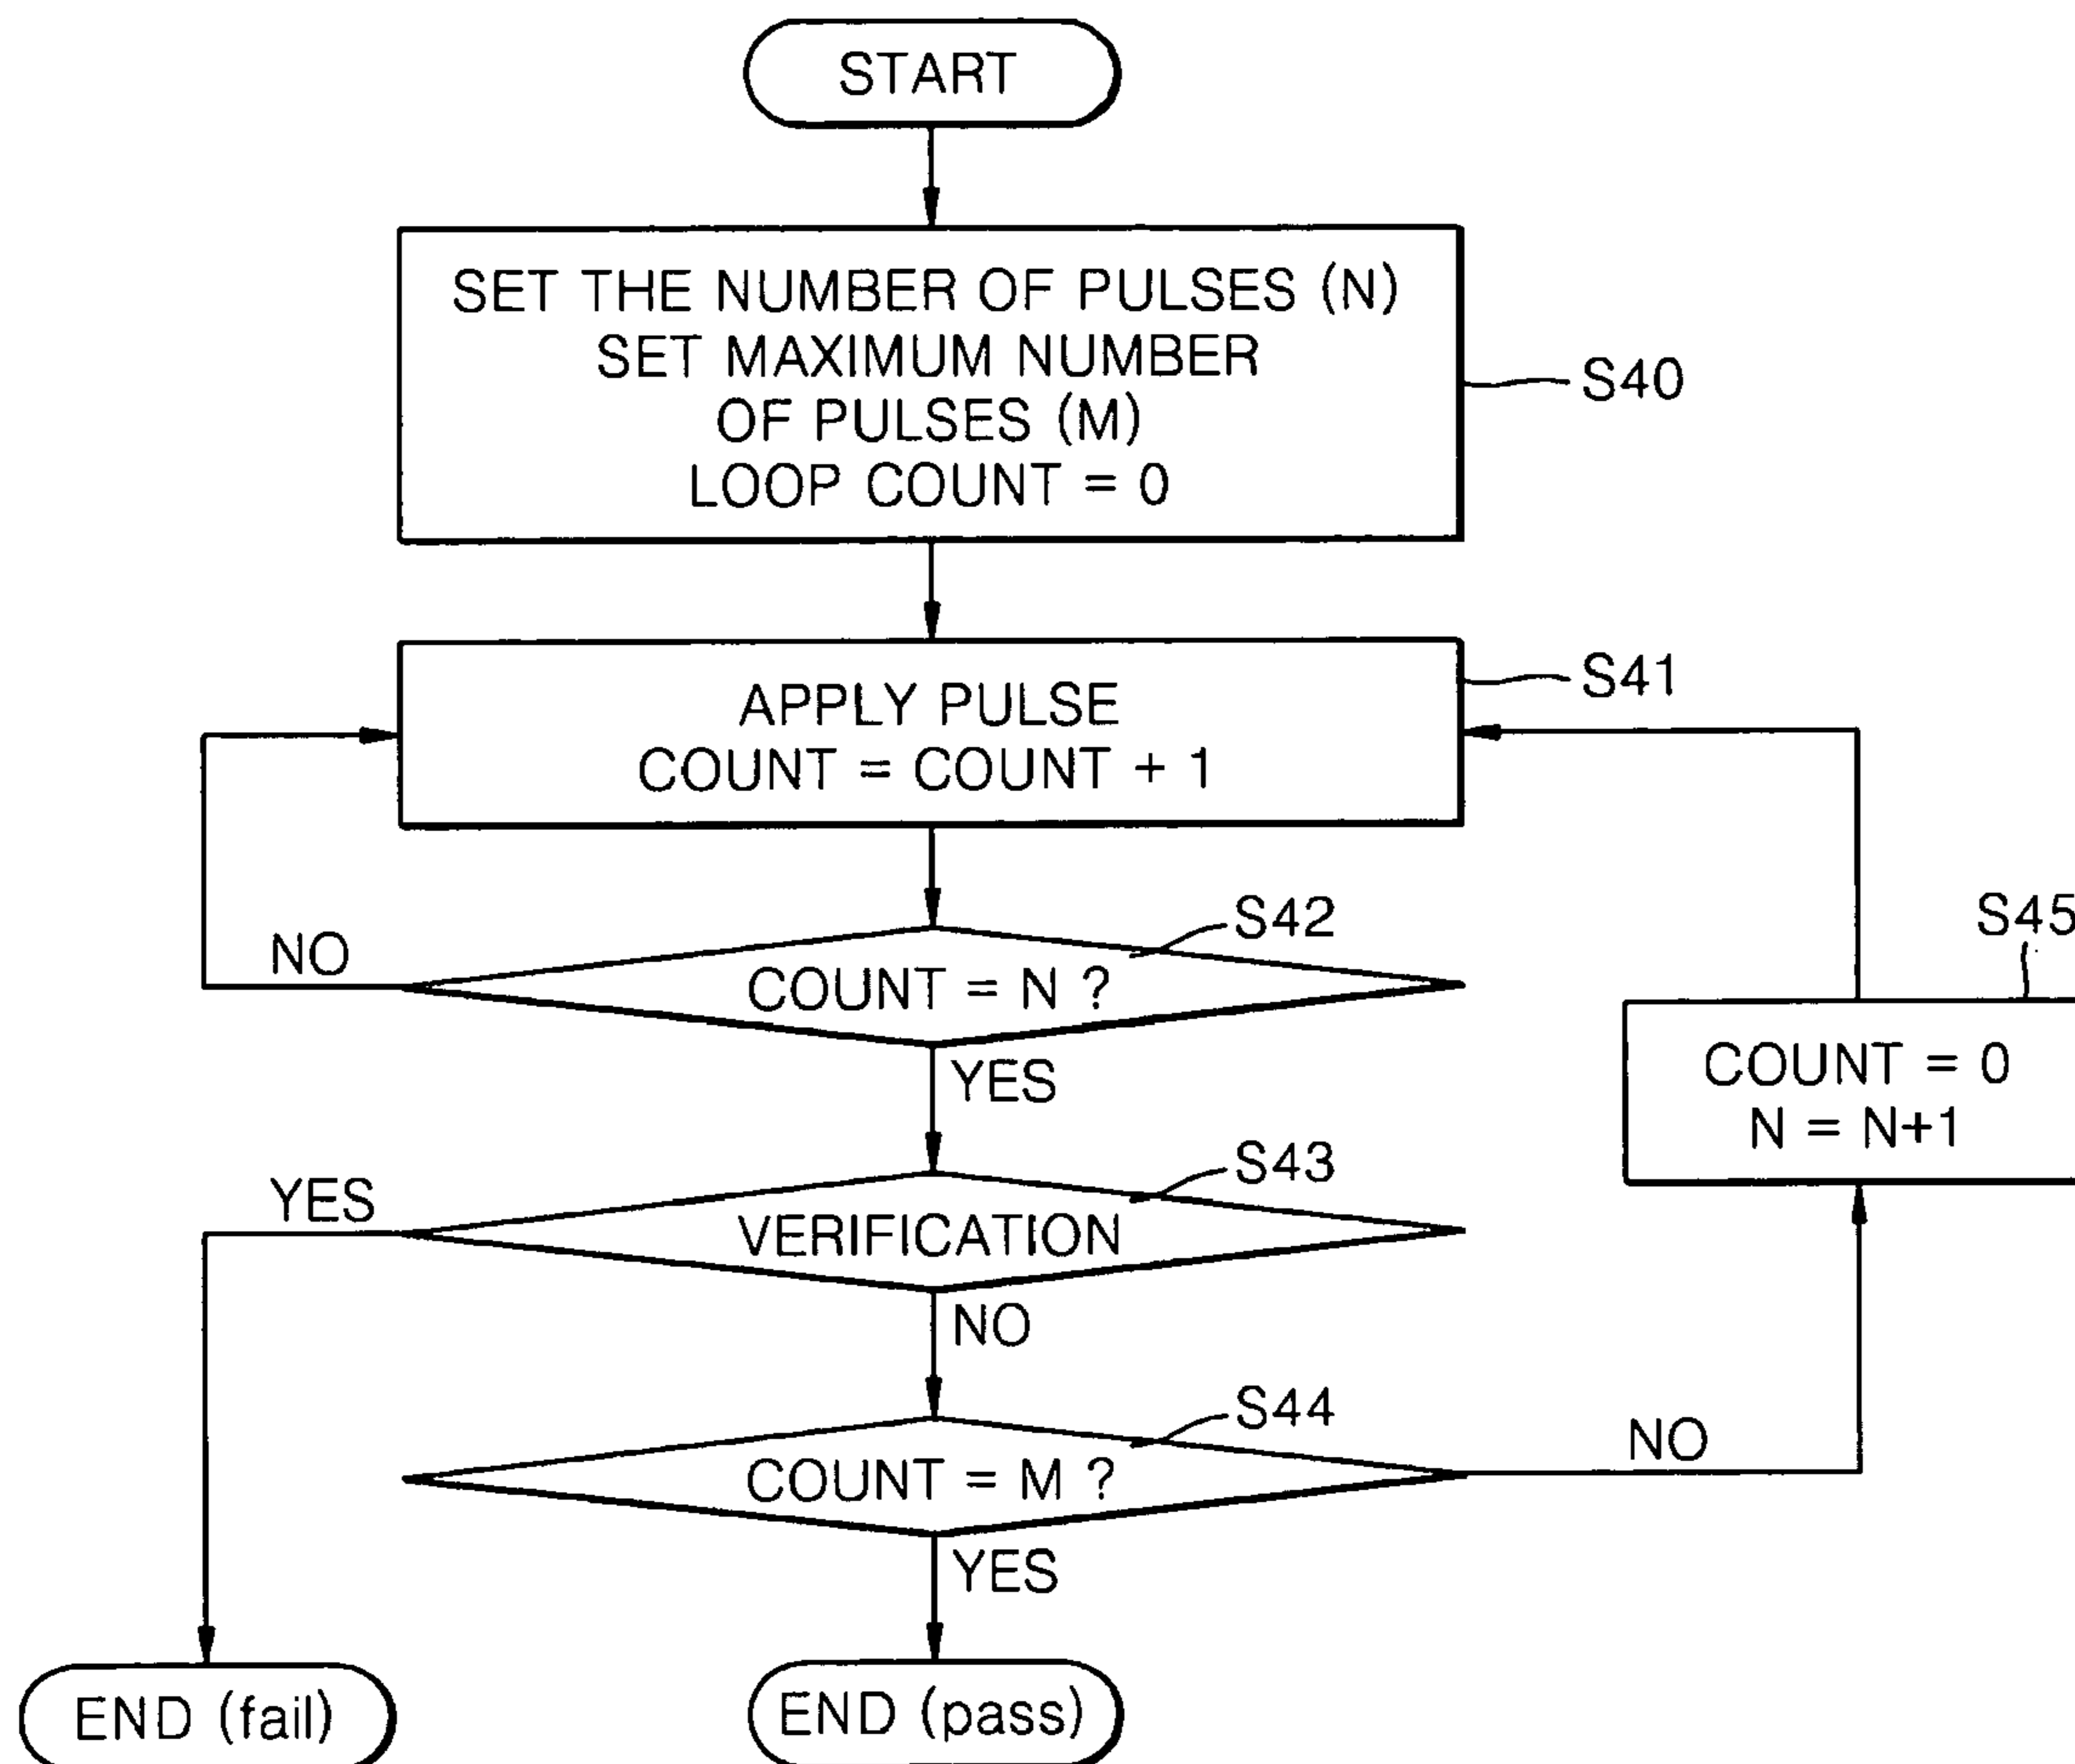 START
SET THE NUMBER OF PULSES (N)
SET MAXIMUM NUMBER
OF PULSES (M)
LOOP COUNT = 0
S40
APPLY PULSE
COUNT = COUNT + 1
S41
COUNT = N ?
S42
NO
YES
S45
COUNT = 0
N = N+1
VERIFICATION
S43
YES
NO
COUNT = M ?
S44
NO
YES
END (fail)
END (pass)